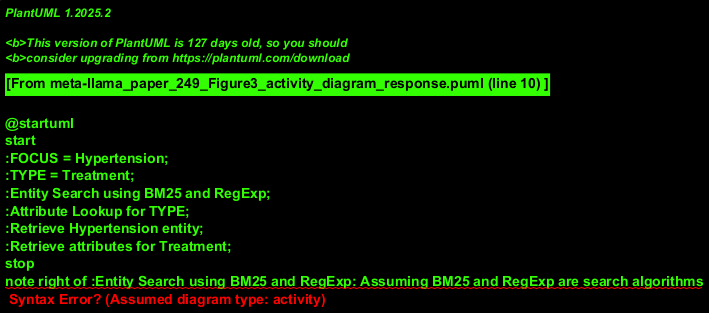 PlantUML 1.2025.2
<b>This version of PlantUML is 127 days old, so you should
<b>consider upgrading from https://plantuml.com/download
[From meta-llama_paper_249_Figure3_activity_diagram_response.puml (line 10) ]
@startuml
start
:FOCUS = Hypertension;
:TYPE = Treatment;
:Entity Search using BM25 and RegExp;
:Attribute Lookup for TYPE;
:Retrieve Hypertension entity;
:Retrieve attributes for Treatment;
stop
note right of :Entity Search using BM25 and RegExp: Assuming BM25 and RegExp are search algorithms
Syntax Error? (Assumed diagram type: activity)